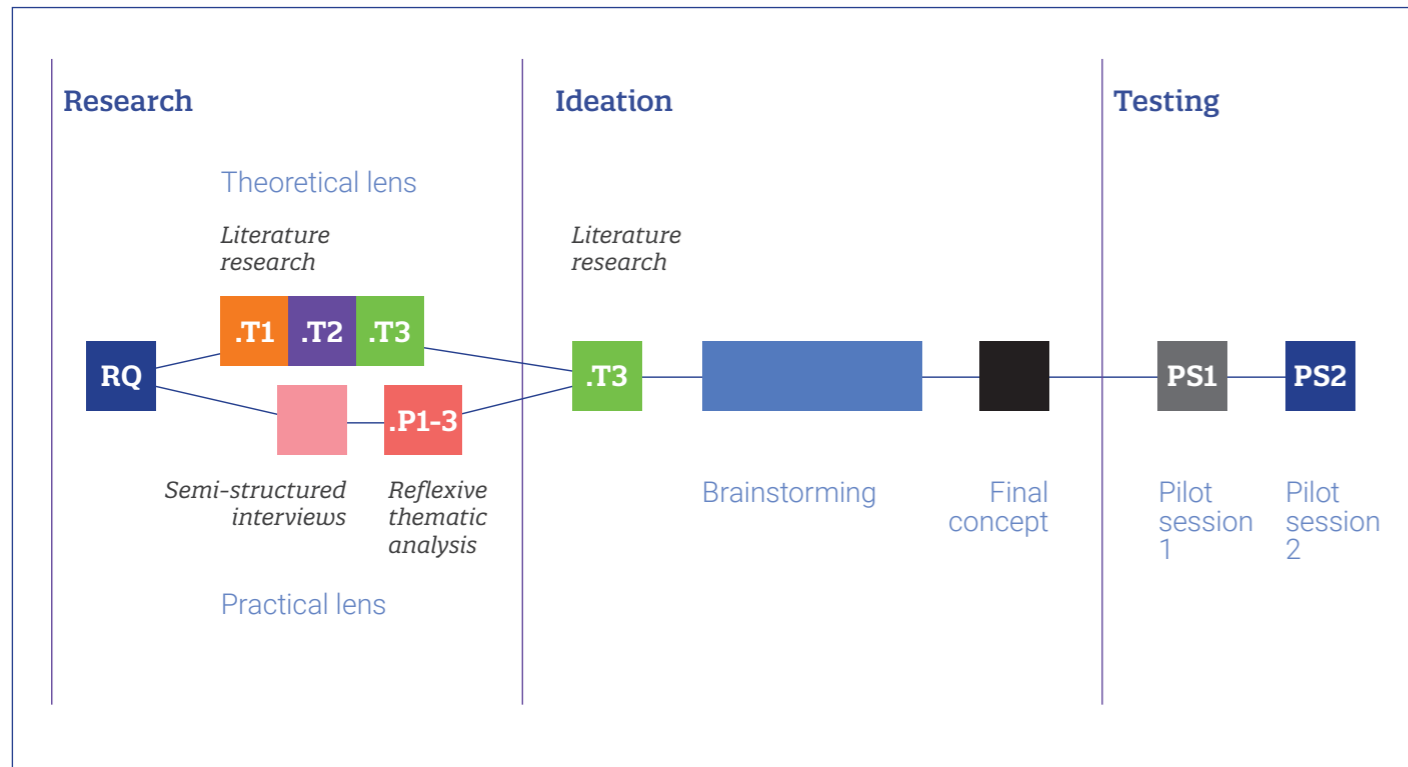 Research
Ideation
Testing
Theoretical lens
Literature
research
Literature
research
.T1
.T2
.T3
RQ
.P1-3
.T3
PS1
PS2
Semi-structured
interviews
Reflexive
thematic
analysis
Practical lens
Brainstorming
Final
concept
Pilot
session
1
Pilot
session
2